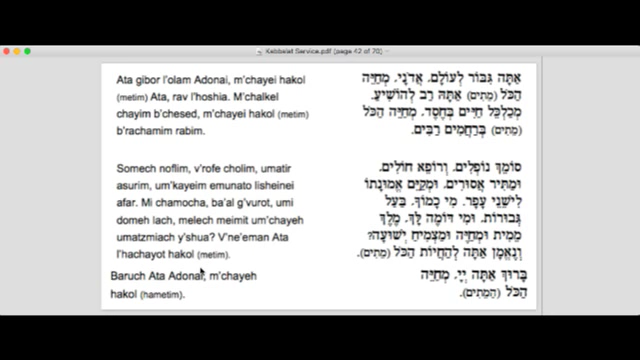 Kabbalat Service.pdf (page 42 of 70)
Ata gibor l'olam Adonai, m'chayei hakol
(metim) Ata, rav l'hoshia. M'chalkel
chayim b'chesed, m'chayei hakol (metim)
b'rachamim rabim.
אַתָּה גִּבּוֹר לְעוֹלָם, אֲדֹנָי, מְחַיֵּה
הַכֹּל (מֵתִים) אַתָּה רַב לְהוֹשִׁיעַ.
מְכַלְכֵּל חַיִּים בְּחֶסֶד, מְחַיֵּה הַכֹּל
(מֵתִים) בְּרַחֲמִים רַבִּים.
Somech noflim, v'rofe cholim, umatir
asurim, um'kayeim emunato lisheinei
afar. Mi chamocha, ba'al g'vurot, umi
domeh lach, melech meimit um'chayeh
umatzmiach y'shua? V'ne'eman Ata
l'hachayot hakol (metim).
סוֹמֵךְ נוֹפְלִים, וְרוֹפֵא חוֹלִים,
וּמַתִּיר אֲסוּרִים, וּמְקַיֵּם אֱמוּנָתוֹ
לִישֵׁנֵי עָפָר. מִי כָמוֹךָ, בַּעַל
גְּבוּרוֹת, וּמִי דוֹמֶה לָּךְ, מֶלֶךְ
מֵמִית וּמְחַיֶּה וּמַצְמִיחַ יְשׁוּעָה?
וְנֶאֱמָן אַתָּה לְהַחֲיוֹת הַכֹּל (מֵתִים).
Baruch Ata Adonai, m'chayeh
hakol (hametim).
בָּרוּךְ אַתָּה יְיָ, מְחַיֵּה
הַכֹּל (הַמֵּתִים).